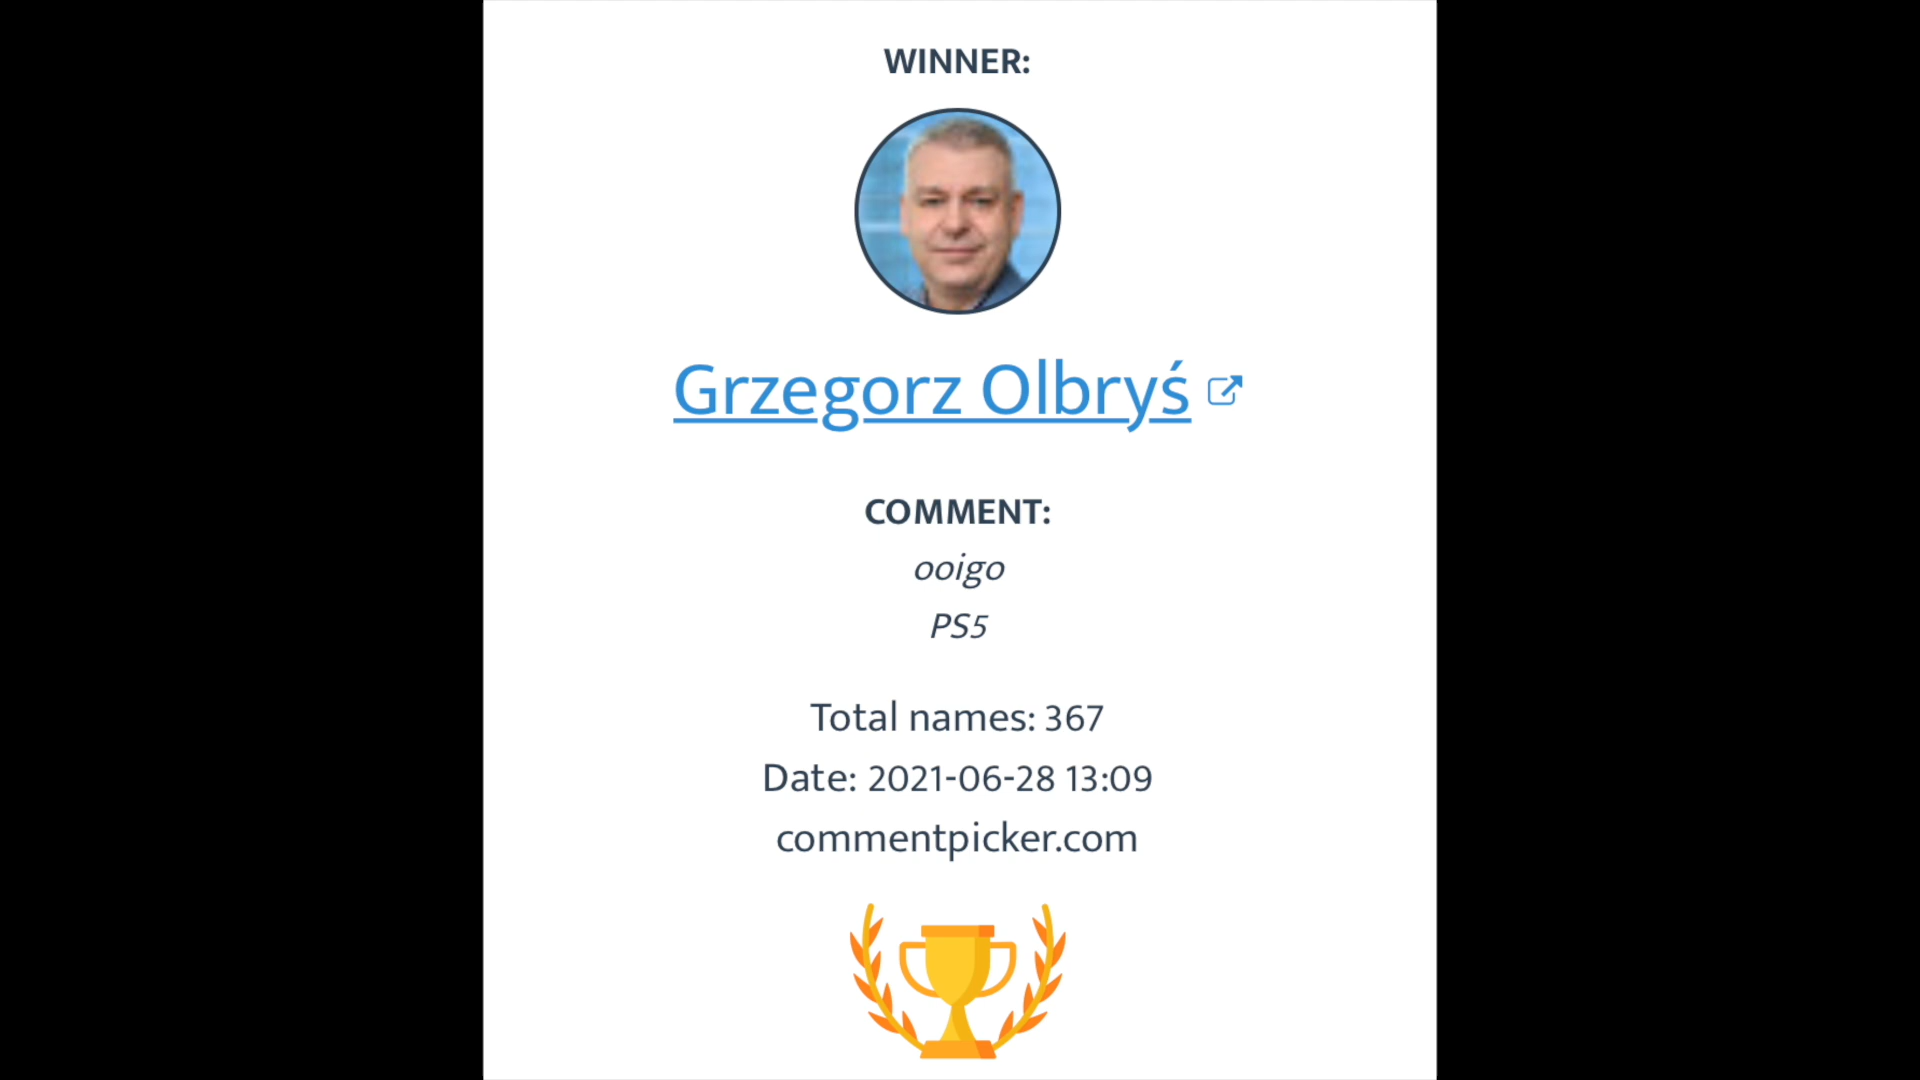 WINNER:
Grzegorz Olbryś
COMMENT:
ooigo
PS5
Total names: 367
Date: 2021-06-28 13:09
commentpicker.com